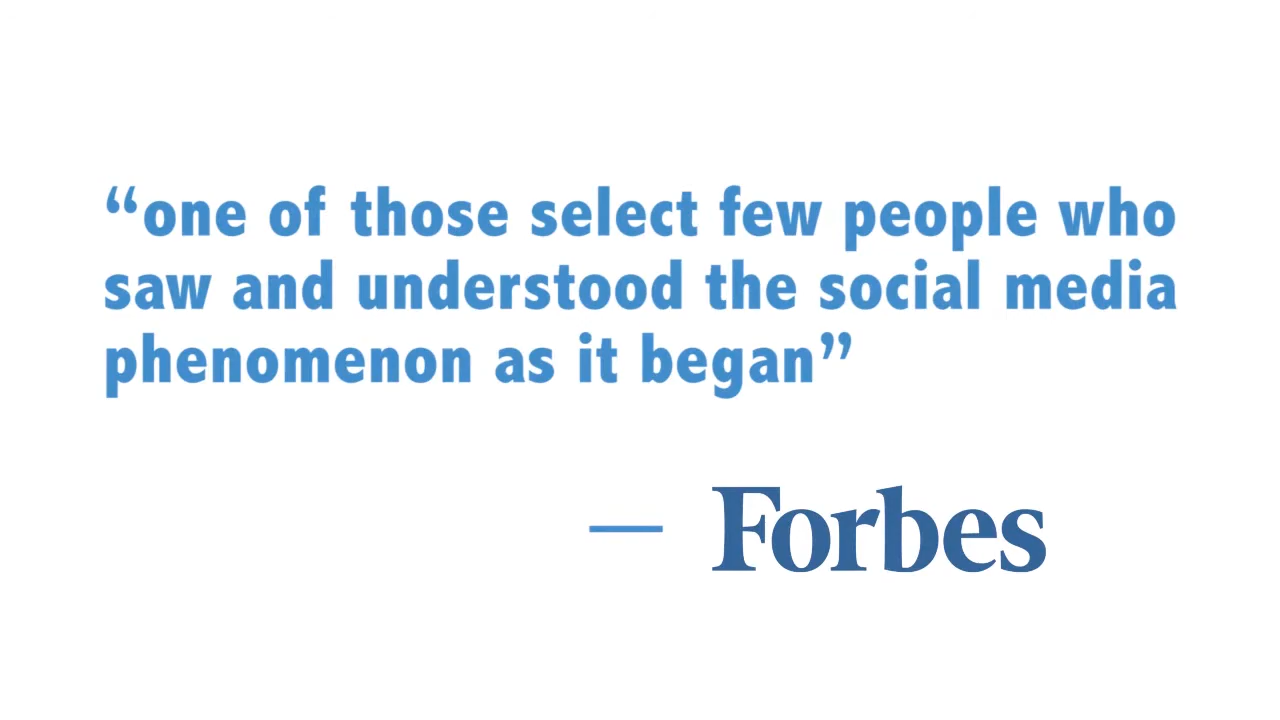 “one of those select few people who
saw and understood the social media
phenomenon as it began”
— Forbes